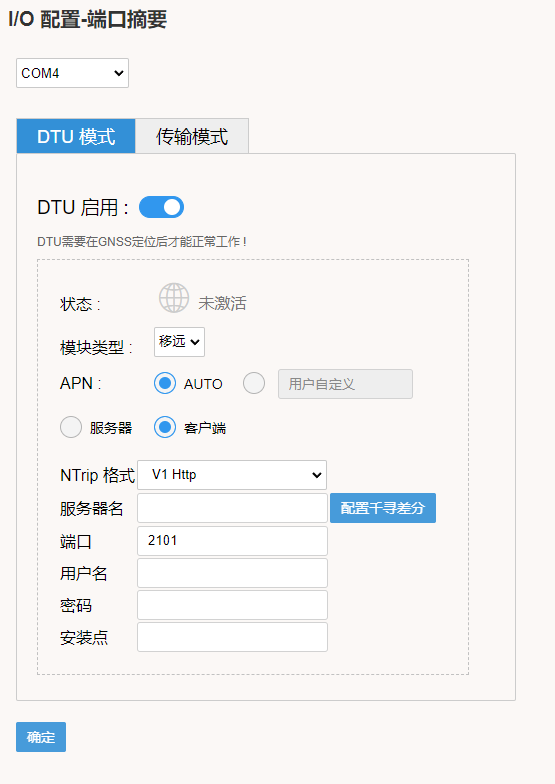 I/O 配置-端口摘要
COM4
DTU 模式 传输模式
DTU 启用 :
DTU需要在GNSS定位后才能正常工作 !
状态 : 未激活
模块类型 : 移远
APN : AUTO 用户自定义
服务器 客户端
NTrip 格式 V1 Http
服务器名 配置千寻差分
端口 2101
用户名
密码
安装点
确定